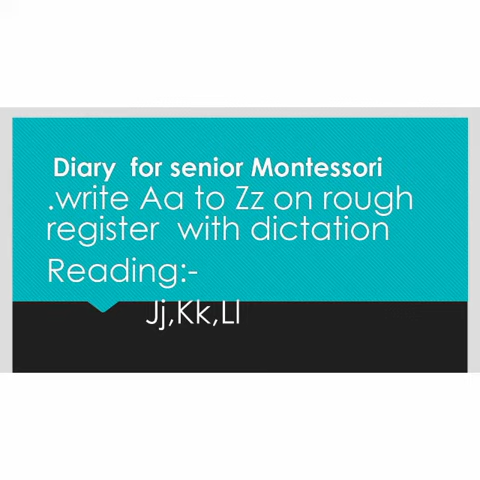 Diary for senior Montessori
.write Aa to Zz on rough
register with dictation
Reading:-
Jj,Kk,Ll